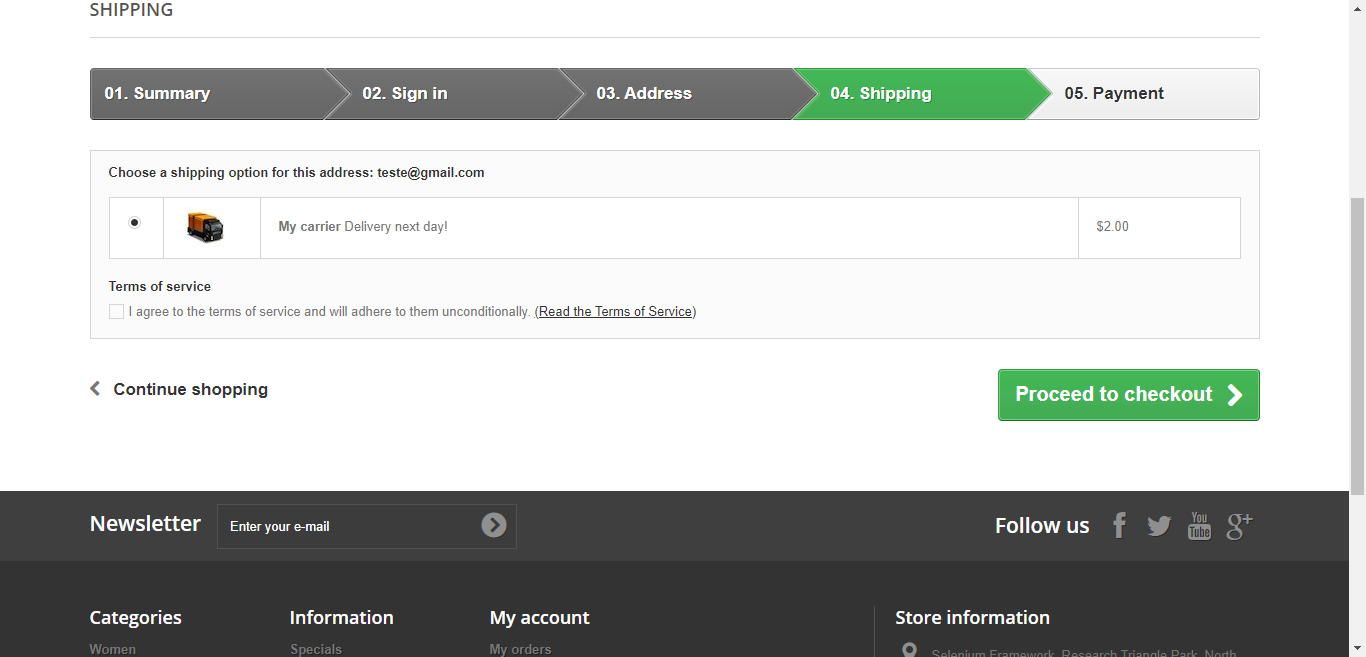 SHIPPING
01. Summary
02. Sign in
03. Address
04. Shipping
05. Payment
Choose a shipping option for this address: teste@gmail.com
My carrier Delivery next day!
$2.00
Terms of service
I agree to the terms of service and will adhere to them unconditionally. (Read the Terms of Service)
Continue shopping
Proceed to checkout
Newsletter
Enter your e-mail
Follow us
You
Tube
g+
Categories
Information
My account
Store information
Women
Specials
My orders
Selenium Framework, Research Triangle Park, North